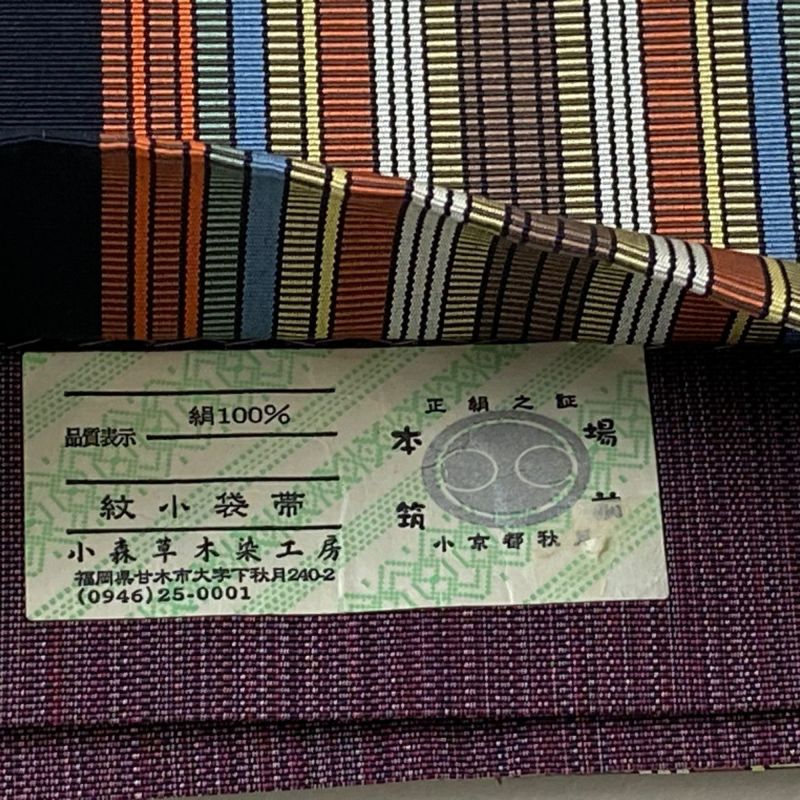 絹100%
品質表示
紋小袋帯
小森草木染工房
福岡県甘木市大字下秋月240-2
(0946)25-0001
正絹之証
本場
筑
小京都秋